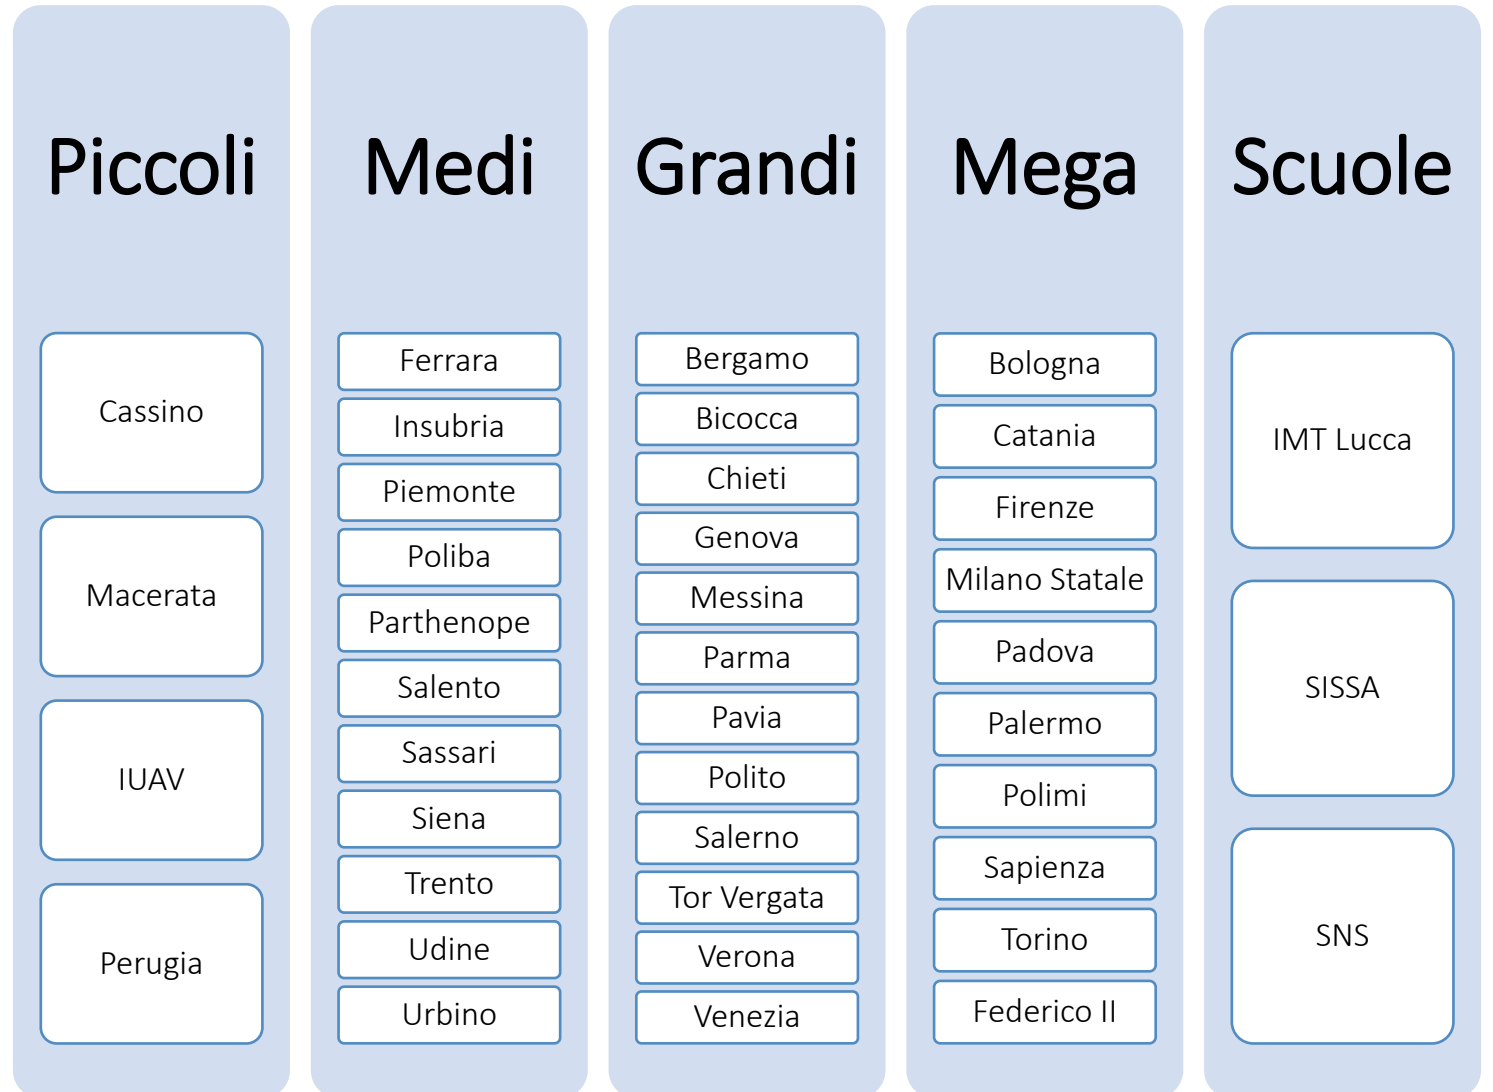 Piccoli
Cassino
Macerata
IUAV
Perugia
Medi
Ferrara
Insubria
Piemonte
Poliba
Parthenope
Salento
Sassari
Siena
Trento
Udine
Urbino
Grandi
Bergamo
Bicocca
Chieti
Genova
Messina
Parma
Pavia
Polito
Salerno
Tor Vergata
Verona
Venezia
Mega
Bologna
Catania
Firenze
Milano Statale
Padova
Palermo
Polimi
Sapienza
Torino
Federico II
Scuole
IMT Lucca
SISSA
SNS